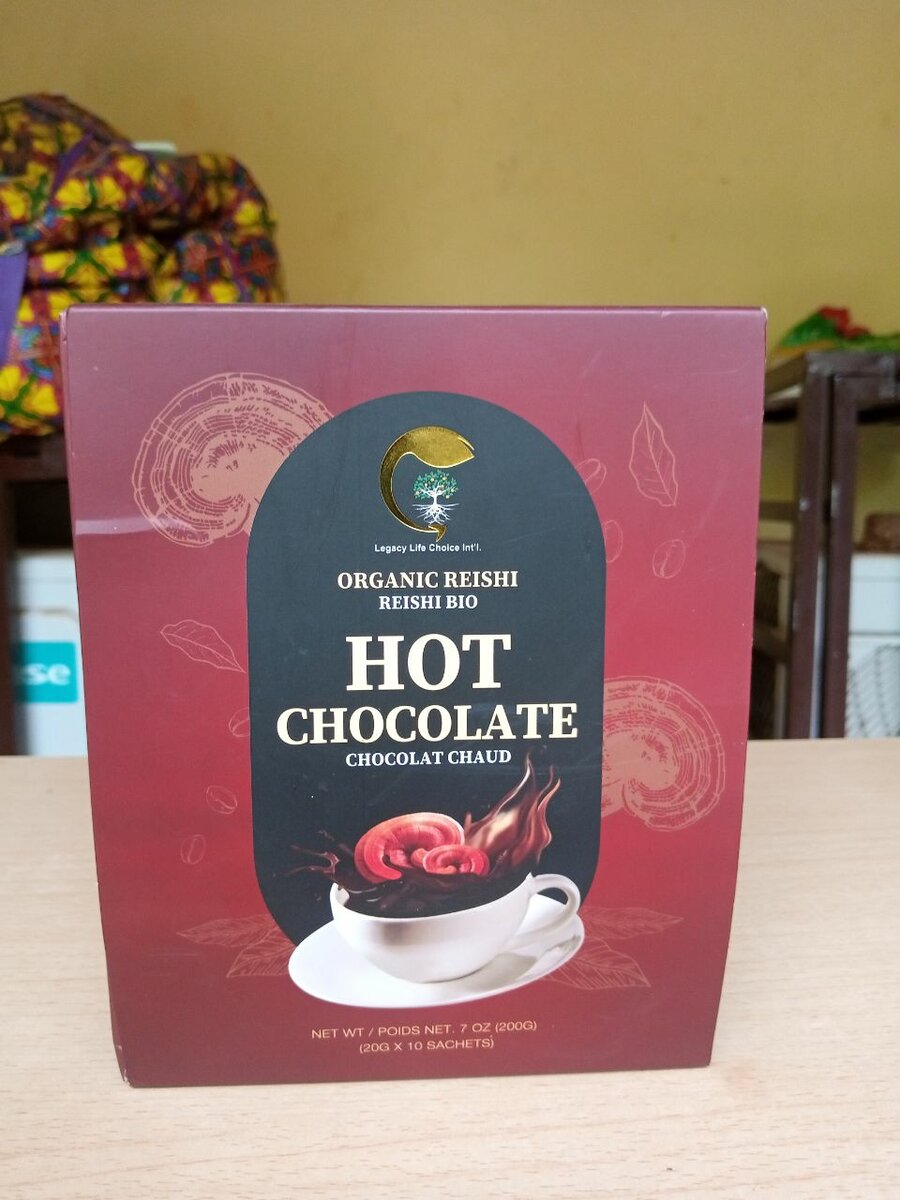 Legacy Life Choice Int'l.
ORGANIC REISHI
REISHI BIO
HOT
CHOCOLATE
CHOCOLAT CHAUD
NET WT / POIDS NET. 7 OZ (200G)
(20G X 10 SACHETS)
se